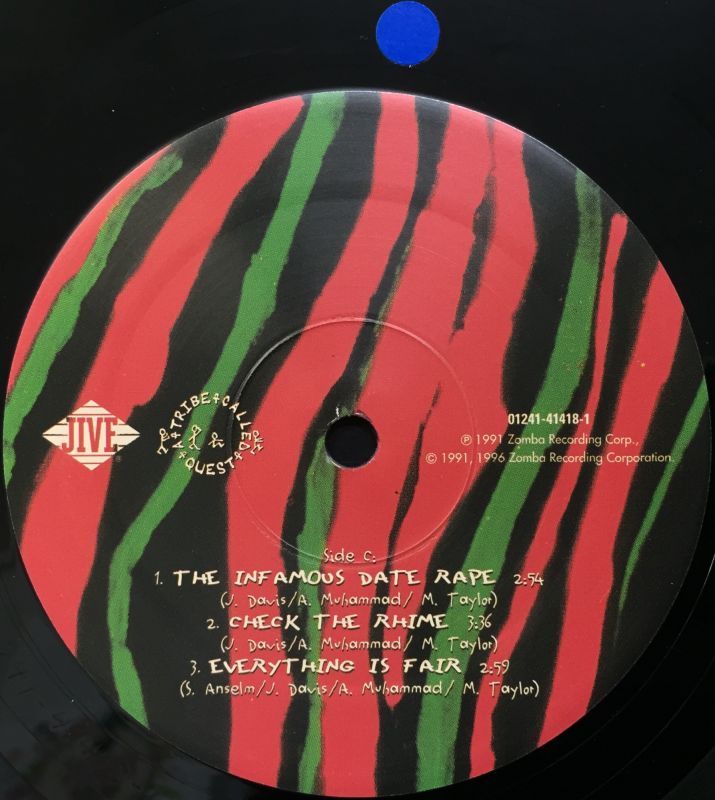 JIVE
A+TRIBE+CALLED
QUEST+
01241-41418-1
℗ 1991 Zomba Recording Corp.,
© 1991, 1996 Zomba Recording Corporation.
Side C:
1. THE INFAMOUS DATE RAPE 2:54
(J. Davis/A. Muhammad/ M. Taylor)
2. CHECK THE RHIME 3:36
(J. Davis/A. Muhammad/ M. Taylor)
3. EVERYTHING IS FAIR 2:59
(S. Anselm/J. Davis/A. Muhammad/ M. Taylor)